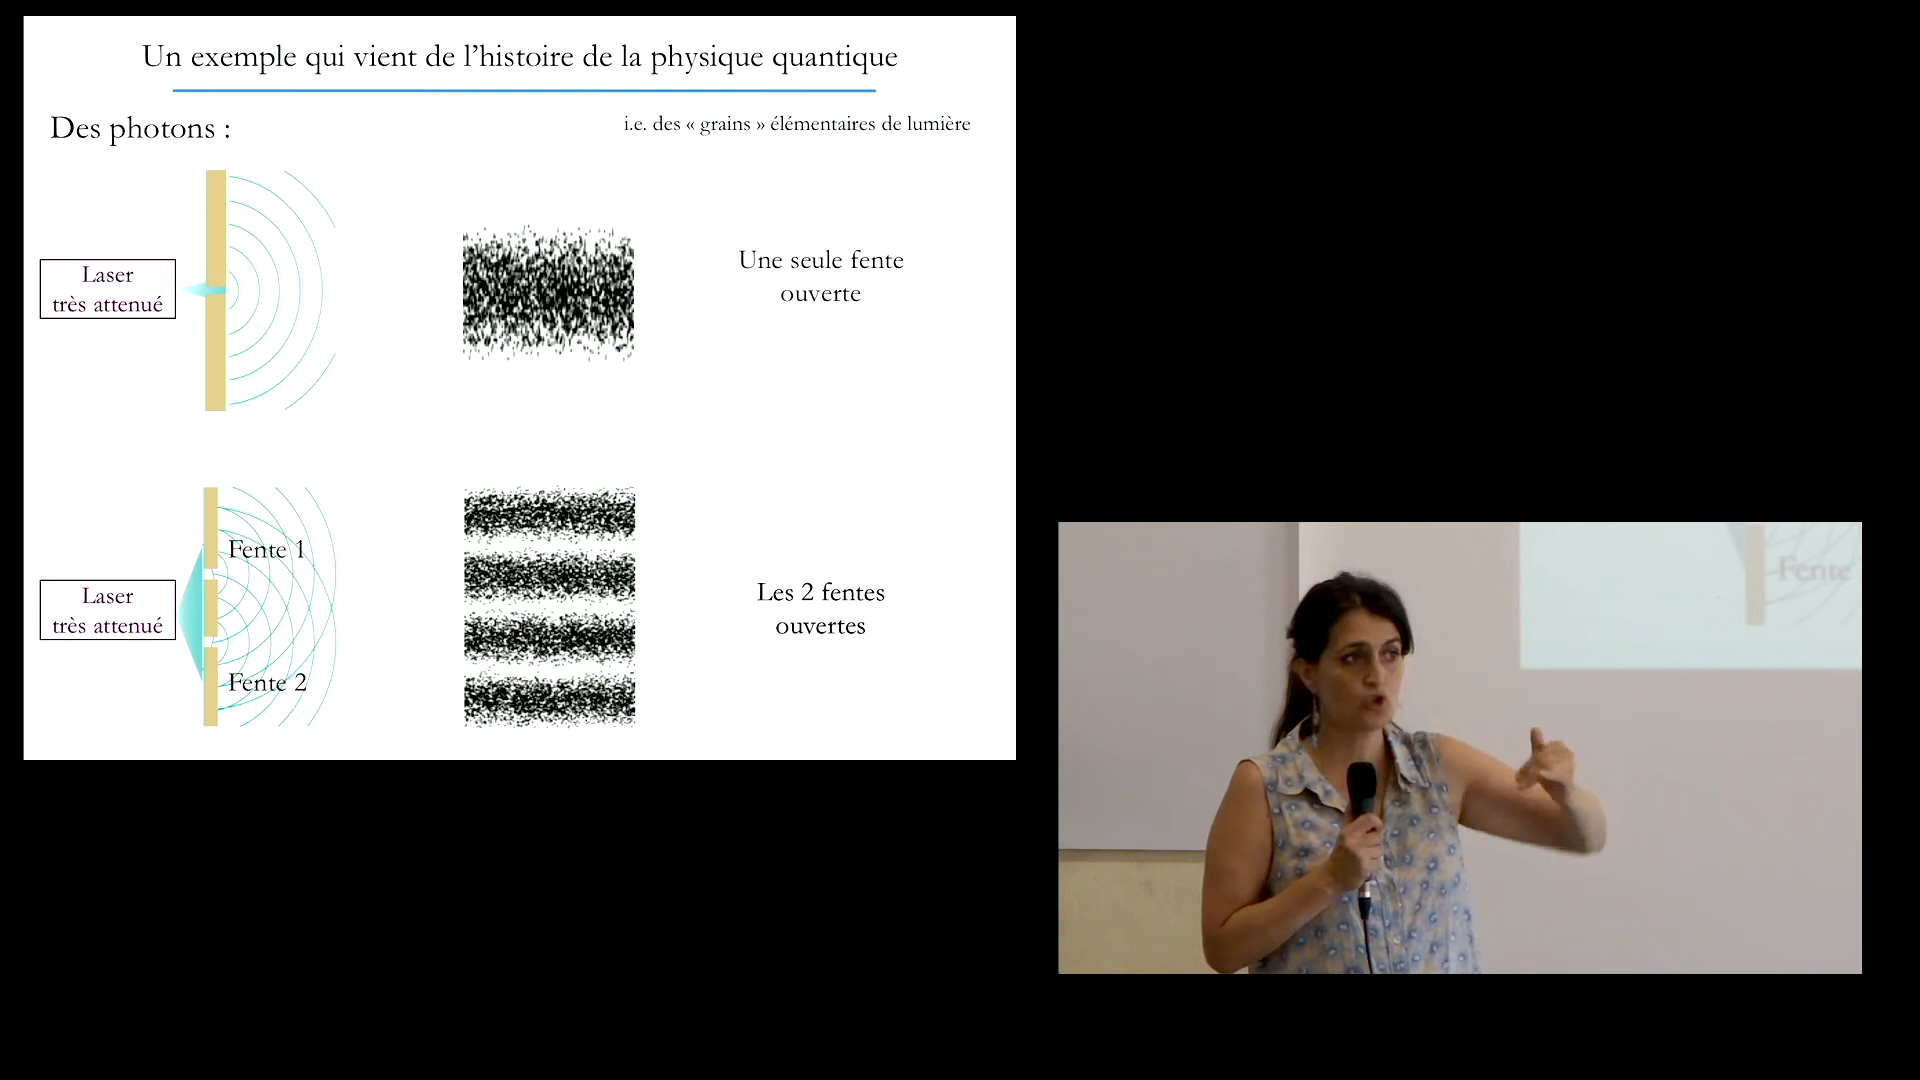 Un exemple qui vient de l'histoire de la physique quantique
Des photons :
i.e. des « grains » élémentaires de lumière
Laser
très attenué
Une seule fente
ouverte
Fente 1
Laser
très attenué
Fente 2
Les 2 fentes
ouvertes
Fente